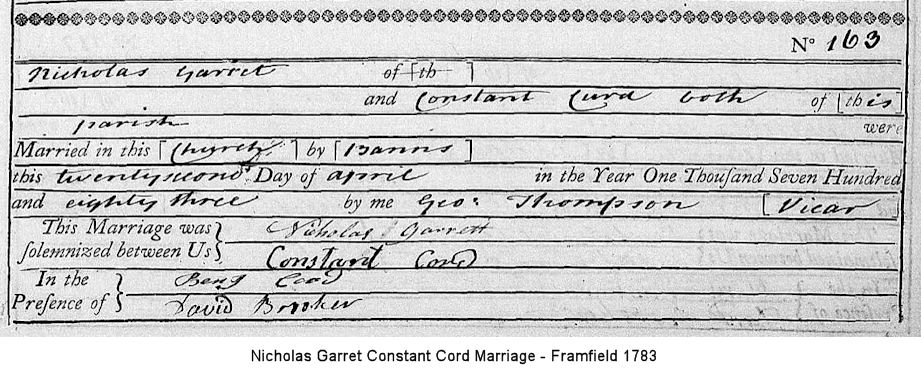 Nº 163
Nicholas Garret of [th ]
and Constant Curd both of [this]
parish were
Married in this [Church] by [Banns]
this twenty second Day of April in the Year One Thouſand Seven Hundred
and eighty three by me Geo: Thompson [Vicar]
This Marriage was
ſolemnized between Us } Nicholas Garrett
Constant Cord
In the
Preſence of } Benj Cord
David Brooker
Nicholas Garret Constant Cord Marriage - Framfield 1783